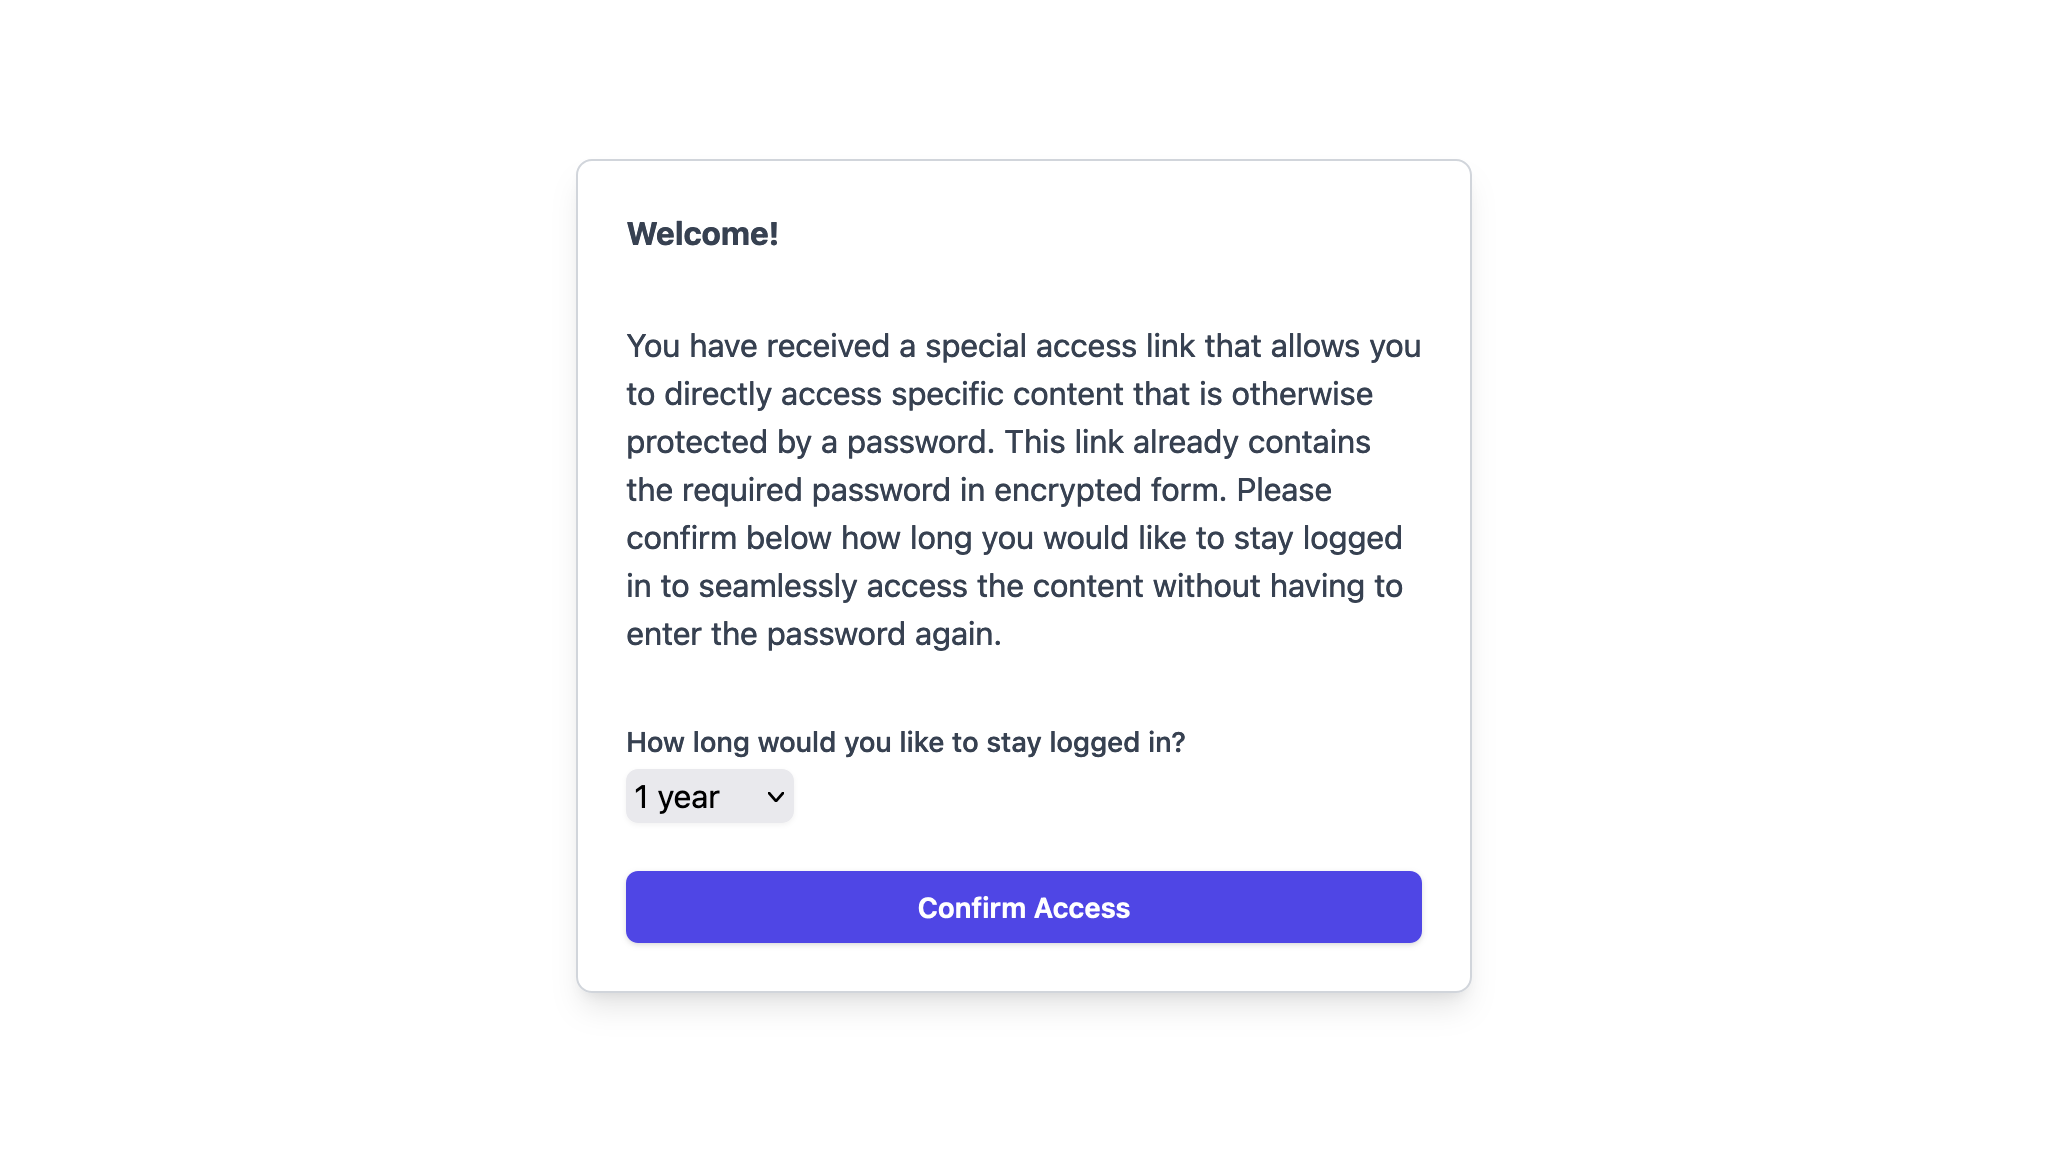 Welcome!
You have received a special access link that allows you
to directly access specific content that is otherwise
protected by a password. This link already contains
the required password in encrypted form. Please
confirm below how long you would like to stay logged
in to seamlessly access the content without having to
enter the password again.
How long would you like to stay logged in?
1 year
Confirm Access